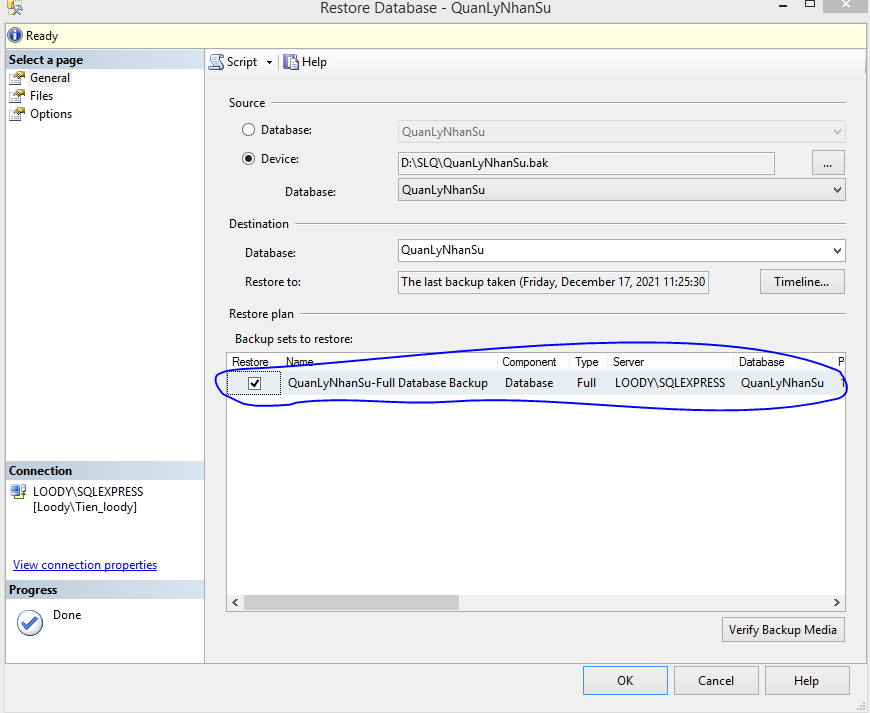 Restore Database - QuanLyNhanSu
Ready
Select a page
General
Files
Options
Script
Help
Source
Database:
QuanLyNhanSu
Device:
D:\SLQ\QuanLyNhanSu.bak
...
Database:
QuanLyNhanSu
Destination
Database:
QuanLyNhanSu
Restore to:
The last backup taken (Friday, December 17, 2021 11:25:30
Timeline...
Restore plan
Backup sets to restore:
Restore Name Component Type Server Database P
QuanLyNhanSu-Full Database Backup Database Full LOODY\SQLEXPRESS QuanLyNhanSu 1
Connection
LOODY\SQLEXPRESS
[Loody\Tien_loody]
View connection properties
Progress
Done
Verify Backup Media
OK
Cancel
Help